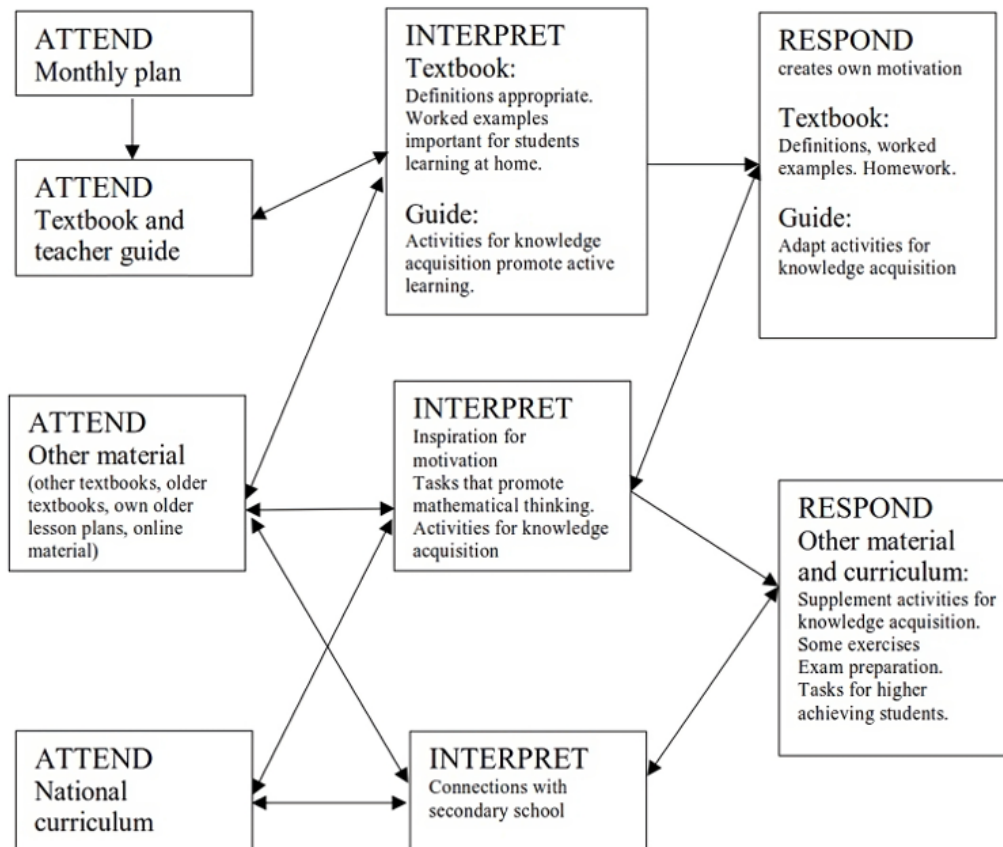 ATTEND
Monthly plan
ATTEND
Textbook and
teacher guide
ATTEND
Other material
(other textbooks, older
textbooks, own older
lesson plans, online
material)
ATTEND
National
curriculum
INTERPRET
Textbook:
Definitions appropriate.
Worked examples
important for students
learning at home.
Guide:
Activities for knowledge
acquisition promote active
learning.
INTERPRET
Inspiration for
motivation
Tasks that promote
mathematical thinking.
Activities for knowledge
acquisition
INTERPRET
Connections with
secondary school
RESPOND
creates own motivation
Textbook:
Definitions, worked
examples. Homework.
Guide:
Adapt activities for
knowledge acquisition
RESPOND
Other material
and curriculum:
Supplement activities for
knowledge acquisition.
Some exercises
Exam preparation.
Tasks for higher
achieving students.